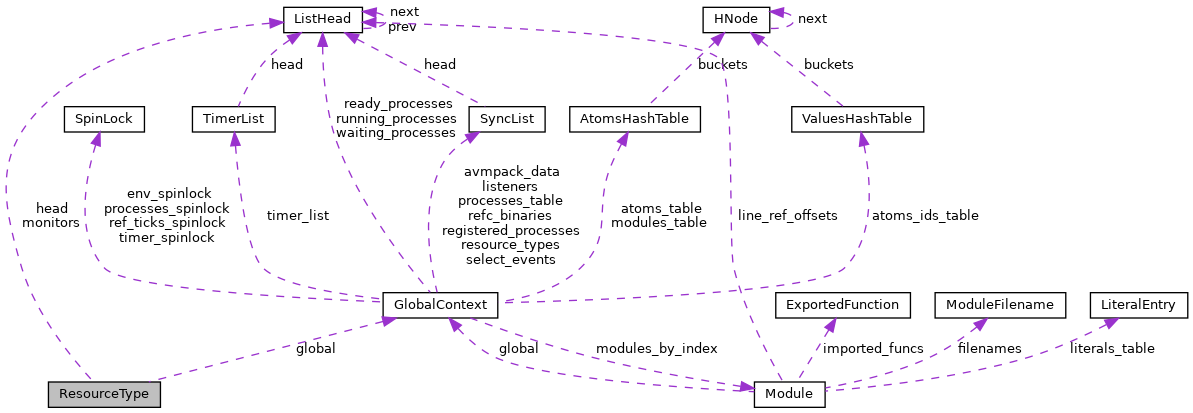 ListHead
next
prev
HNode
next
head
head
buckets
buckets
SpinLock
TimerList
ready_processes
running_processes
waiting_processes
SyncList
AtomsHashTable
ValuesHashTable
head
monitors
env_spinlock
processes_spinlock
ref_ticks_spinlock
timer_spinlock
timer_list
avmpack_data
listeners
processes_table
refc_binaries
registered_processes
resource_types
select_events
atoms_table
modules_table
line_ref_offsets
atoms_ids_table
GlobalContext
ExportedFunction
ModuleFilename
LiteralEntry
global
global
modules_by_index
imported_funcs
filenames
literals_table
ResourceType
Module